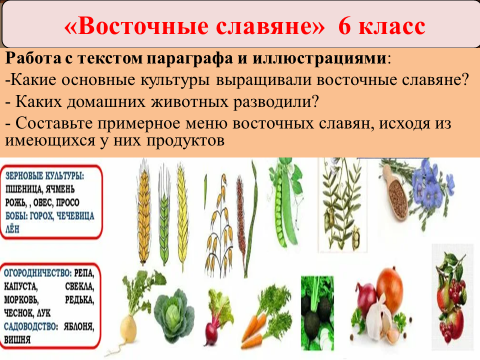 «Восточные славяне»  6 класс
Работа с текстом параграфа и иллюстрациями:
-Какие основные культуры выращивали восточные славяне?
- Каких домашних животных разводили?
- Составьте примерное меню восточных славян, исходя из
имеющихся у них продуктов
ЗЕРНОВЫЕ КУЛЬТУРЫ:
ПШЕНИЦА, ЯЧМЕНЬ
РОЖЬ, , ОВЕС, ПРОСО
БОБЫ: ГОРОХ, ЧЕЧЕВИЦА
ЛЁН
ОГОРОДНИЧЕСТВО: РЕПА,
КАПУСТА, СВЕКЛА,
МОРКОВЬ, РЕДЬКА,
ЧЕСНОК, ЛУК
САДОВОДСТВО: ЯБЛОНЯ,
ВИШНЯ